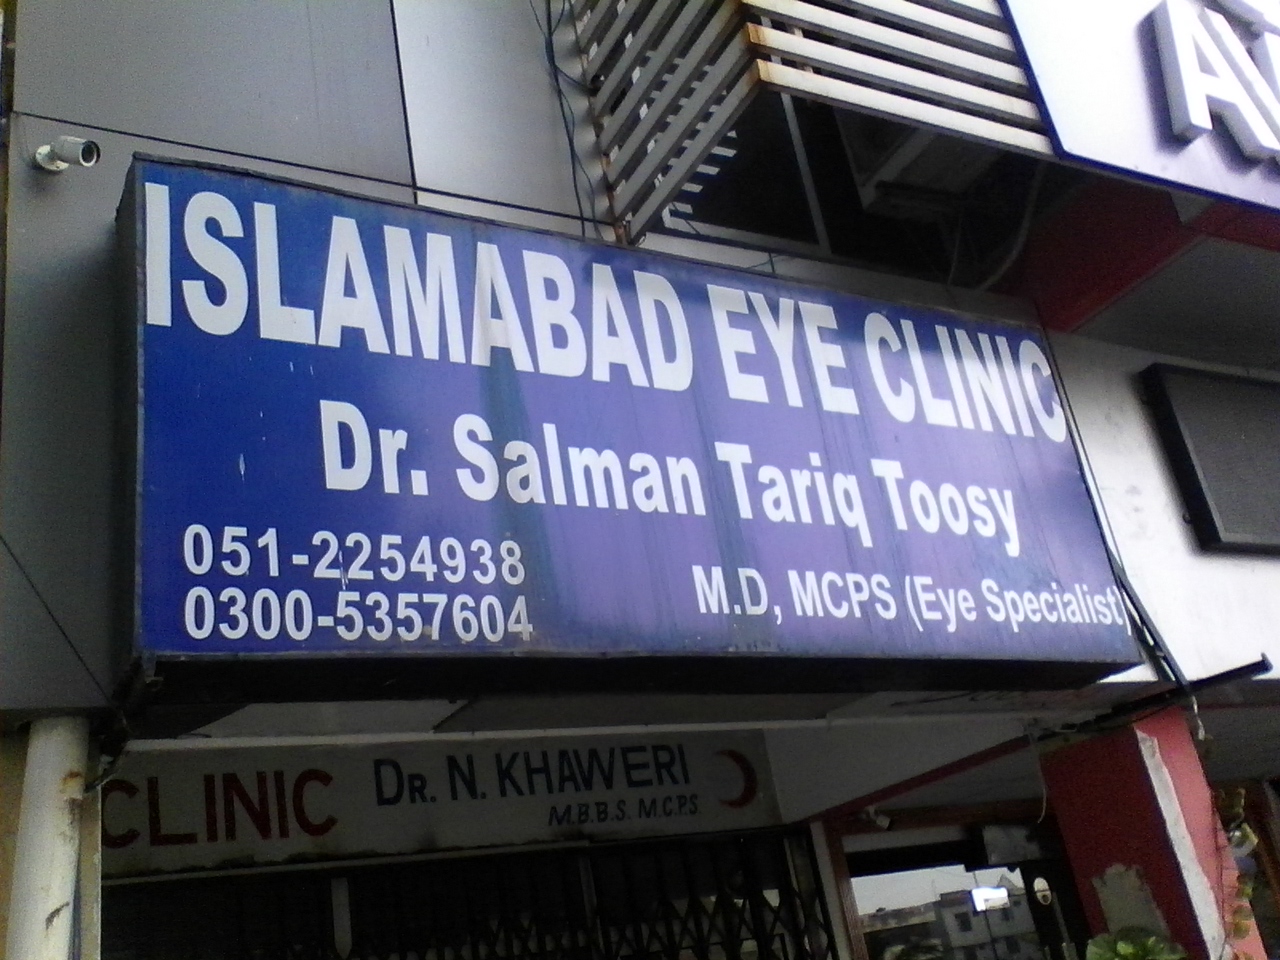 ISLAMABAD EYE CLINIC
Dr. Salman Tariq Toosy
051-2254938
0300-5357604
M.D, MCPS (Eye Specialist)
CLINIC
DR. N. KHAWERI
M.B.B.S. M.C.P.S